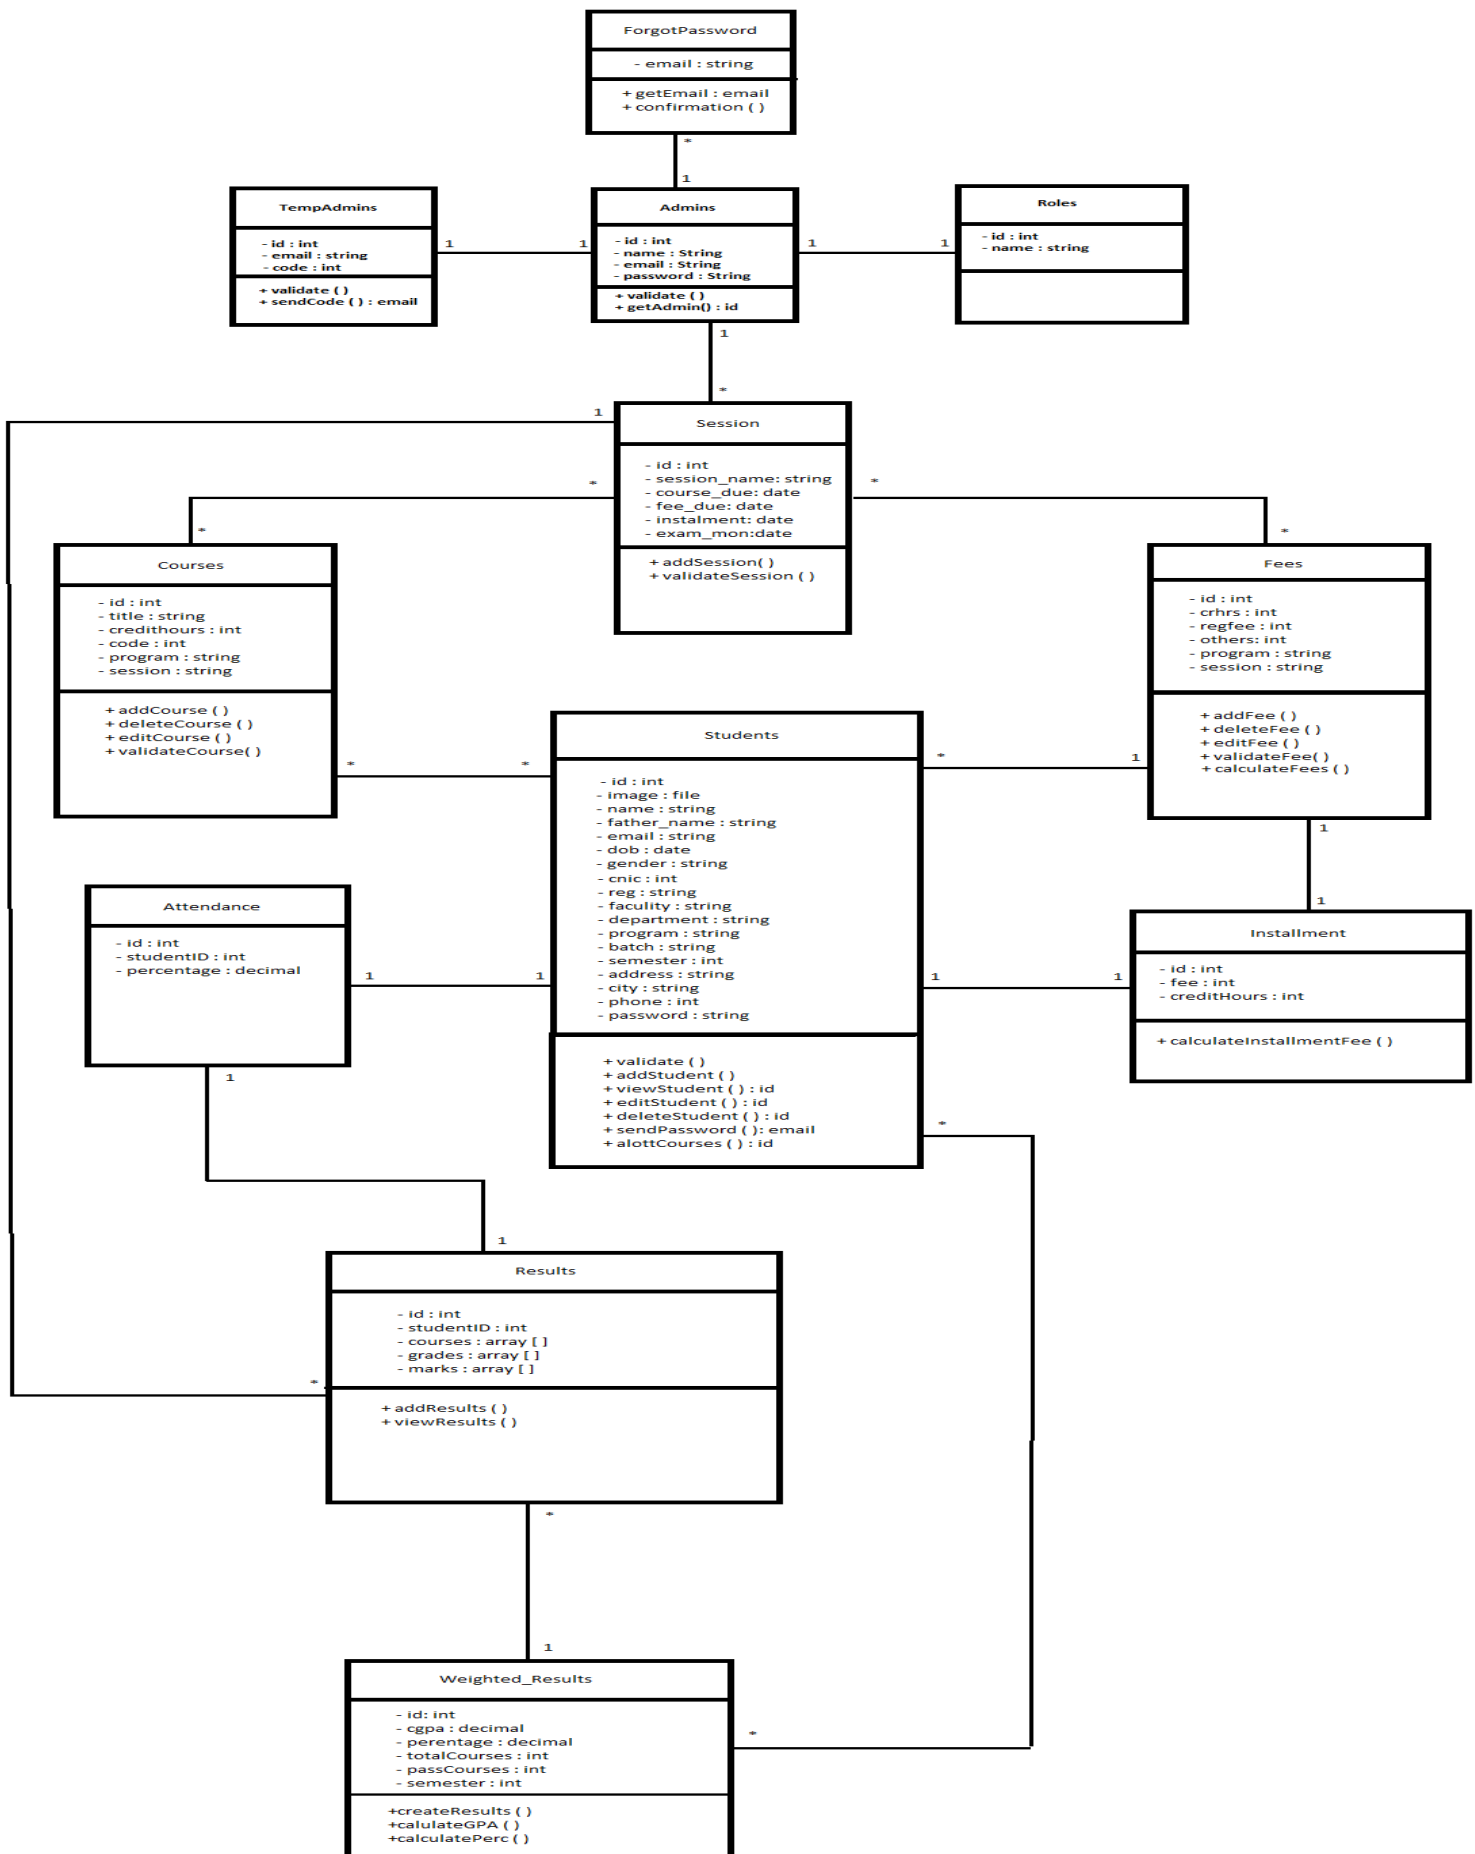 ForgotPassword
- email : string
+ getEmail : email
+ confirmation ( )
*
1
TempAdmins
- id : int
- email : string
- code : int
+ validate ( )
+ sendCode ( ) : email
1
1
Admins
- id : int
- name : String
- email : String
- password : String
+ validate ( )
+ getAdmin() : id
1
1
Roles
- id : int
- name : string
1
*
1
Session
- id : int
- session_name: string
- course_due: date
- fee_due: date
- instalment: date
- exam_mon:date
+ addSession()
+ validateSession ( )
*
*
*
*
Courses
- id : int
- title : string
- credithours : int
- code : int
- program : string
- session : string
+ addCourse ( )
+ deleteCourse ( )
+ editCourse ( )
+ validateCourse( )
*
*
Fees
- id : int
- crhrs : int
- regfee : int
- others: int
- program : string
- session : string
+ addFee ( )
+ deleteFee ( )
+ editFee ( )
+ validateFee( )
+ calculateFees ( )
*
1
1
1
Students
- id : int
- image : file
- name : string
- father_name : string
- email : string
- dob : date
- gender : string
- cnic : int
- reg : string
- faculity : string
- department : string
- program : string
- batch : string
- semester : int
- address : string
- city : string
- phone : int
- password : string
+ validate ( )
+ addStudent ( )
+ viewStudent ( ) : id
+ editStudent ( ) : id
+ deleteStudent ( ) : id
+ sendPassword ( ): email
+ alottCourses ( ) : id
Attendance
- id : int
- studentID : int
- percentage : decimal
1
1
1
1
Installment
- id : int
- fee : int
- creditHours : int
+ calculateInstallmentFee ( )
1
*
1
Results
- id : int
- studentID : int
- courses : array [ ]
- grades : array [ ]
- marks : array [ ]
+ addResults ( )
+ viewResults ( )
*
*
1
Weighted_Results
- id: int
- cgpa : decimal
- perentage : decimal
- totalCourses : int
- passCourses : int
- semester : int
+createResults ( )
+calulateGPA ( )
+calculatePerc ( )
*